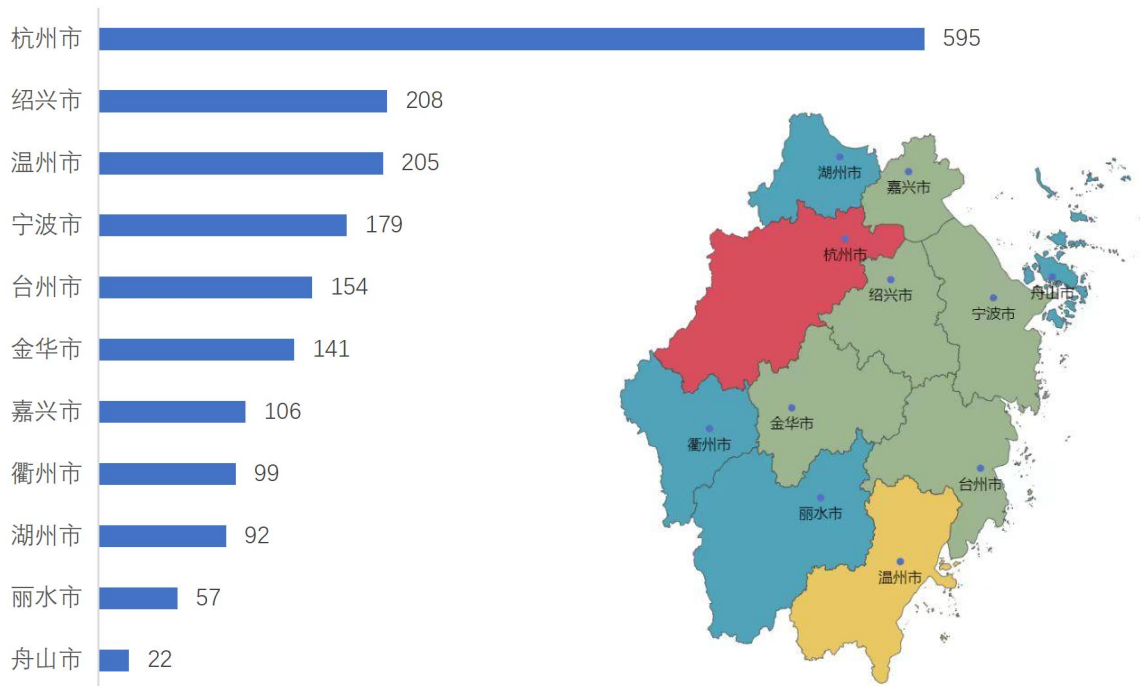 杭州市 595
绍兴市 208
温州市 205
宁波市 179
台州市 154
金华市 141
嘉兴市 106
衢州市 99
湖州市 92
丽水市 57
舟山市 22
湖州市
嘉兴市
杭州市
绍兴市
舟山市
宁波市
金华市
衢州市
台州市
丽水市
温州市